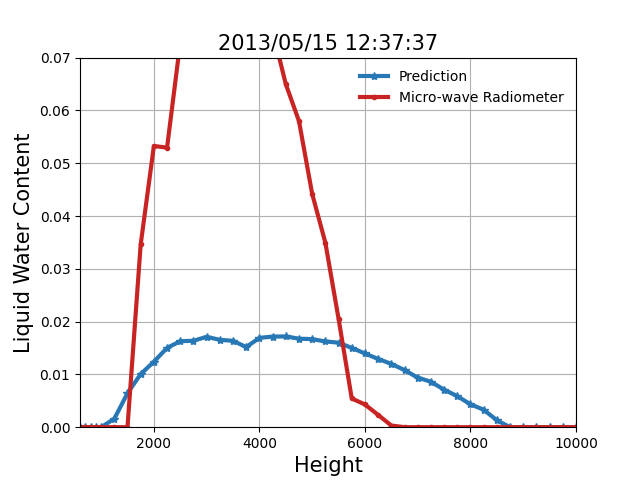 2013/05/15 12:37:37
0.07
0.06
0.05
0.04
0.03
0.02
0.01
0.00
Liquid Water Content
Prediction
Micro-wave Radiometer
2000 4000 6000 8000 10000
Height